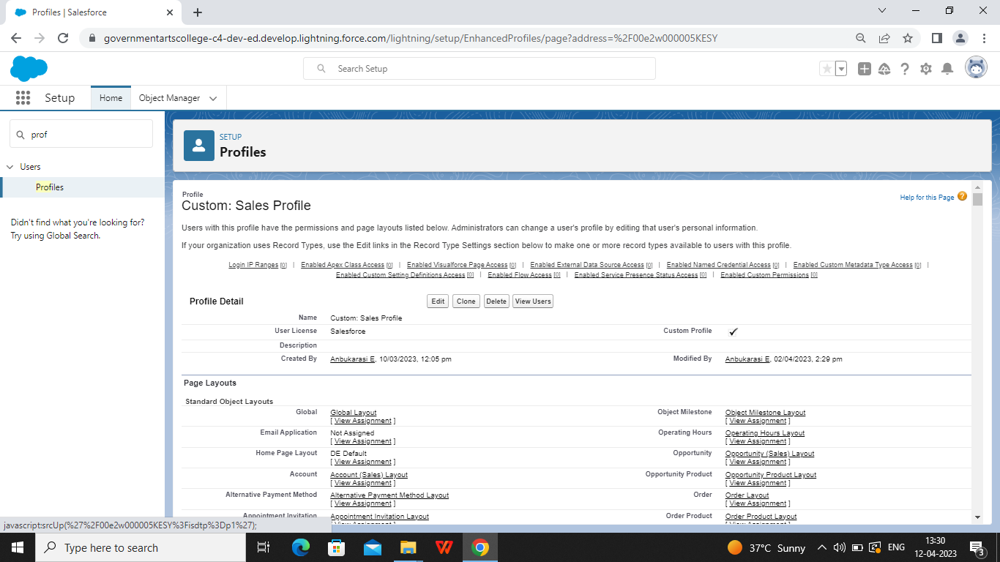 Profiles | Salesforce
governmentartscollege-c4-dev-ed.develop.lightning.force.com/lightning/setup/EnhancedProfiles/page?address=%2F00e2w000005KESY
Search Setup
Setup Home Object Manager
prof
Users
Profiles
Didn't find what you're looking for?
Try using Global Search.
SETUP
Profiles
Profile
Custom: Sales Profile
Help for this Page ?
Users with this profile have the permissions and page layouts listed below. Administrators can change a user's profile by editing that user's personal information.
If your organization uses Record Types, use the Edit links in the Record Type Settings section below to make one or more record types available to users with this profile.
Login IP Ranges [0] | Enabled Apex Class Access [0] | Enabled Visualforce Page Access [0] | Enabled External Data Source Access [0] | Enabled Named Credential Access [0] | Enabled Custom Metadata Type Access [0] |
Enabled Custom Setting Definitions Access [0] | Enabled Flow Access [0] | Enabled Service Presence Status Access [0] | Enabled Custom Permissions [0]
Profile Detail Edit Clone Delete View Users
Name Custom: Sales Profile
User License Salesforce Custom Profile ✓
Description
Created By Anbukarasi E, 10/03/2023, 12:05 pm Modified By Anbukarasi E, 02/04/2023, 2:29 pm
Page Layouts
Standard Object Layouts
Global Global Layout Object Milestone Object Milestone Layout
[ View Assignment ] [ View Assignment ]
Email Application Not Assigned Operating Hours Operating Hours Layout
[ View Assignment ] [ View Assignment ]
Home Page Layout DE Default Opportunity Opportunity (Sales) Layout
[ View Assignment ] [ View Assignment ]
Account Account (Sales) Layout Opportunity Product Opportunity Product Layout
[ View Assignment ] [ View Assignment ]
Alternative Payment Method Alternative Payment Method Layout Order Order Layout
[ View Assignment ] [ View Assignment ]
Appointment Invitation Appointment Invitation Layout Order Product Order Product Layout
[ View Assignment ] [ View Assignment ]
javascript:srcUp(%27%2F00e2w000005KESY%3Fisdtp%3Dp1%27);
Type here to search
37°C Sunny
ENG
13:30
12-04-2023
3